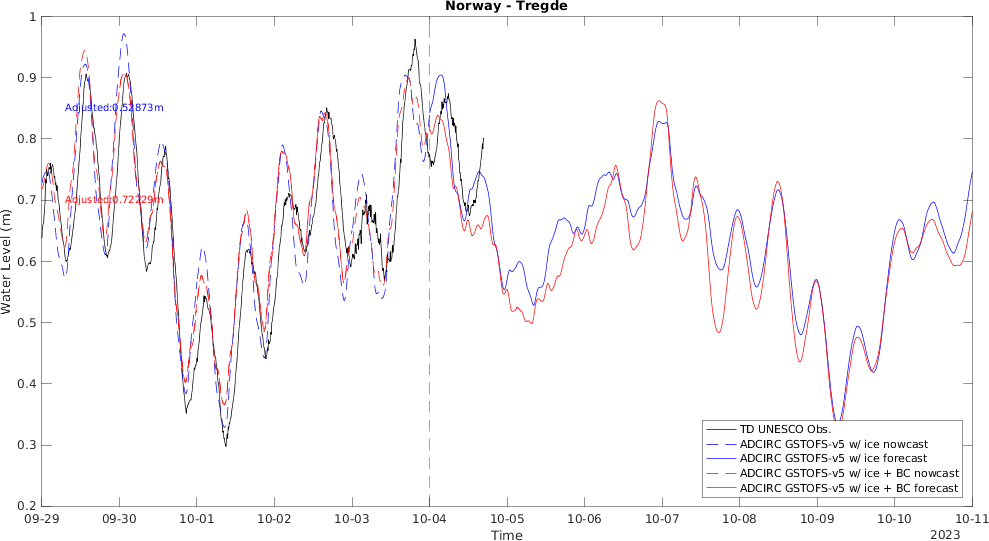 Norway - Tregde
Water Level (m)
1
0.9
0.8
0.7
0.6
0.5
0.4
0.3
0.2
Adjusted:0.52873m
Adjusted:0.72229m
TD UNESCO Obs.
ADCIRC GSTOFS-v5 w/ ice nowcast
ADCIRC GSTOFS-v5 w/ ice forecast
ADCIRC GSTOFS-v5 w/ ice + BC nowcast
ADCIRC GSTOFS-v5 w/ ice + BC forecast
09-29 09-30 10-01 10-02 10-03 10-04 10-05 10-06 10-07 10-08 10-09 10-10 10-11
Time
2023